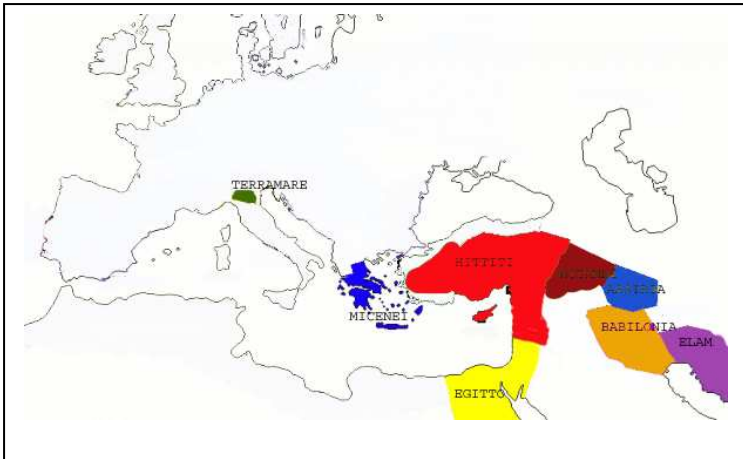 TERRAMARE
HITTITI
ASSIRIA
MICENEI
BABILONIA
ELAM
EGITTO